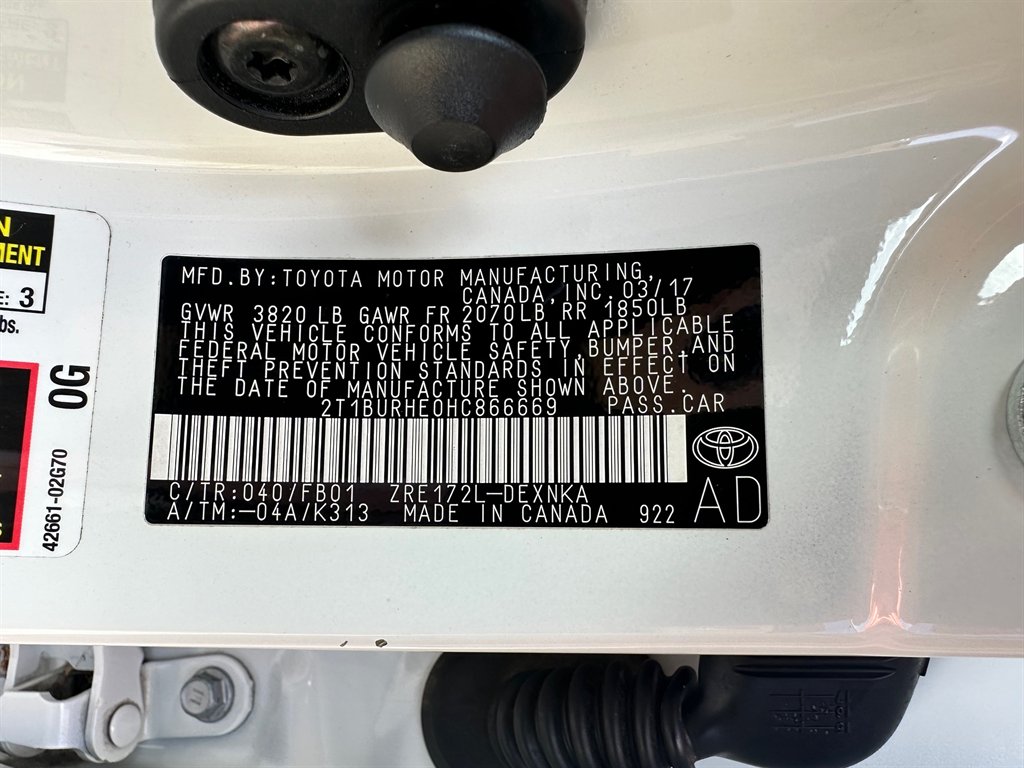 N
MENT
E: 3
bs.
0G
42661-02G70
MFD.BY:TOYOTA MOTOR MANUFACTURING,
CANADA,INC. 03/17
GVWR 3820 LB GAWR FR 2070LB RR 1850LB
THIS VEHICLE CONFORMS TO ALL APPLICABLE
FEDERAL MOTOR VEHICLE SAFETY,BUMPER AND
THEFT PREVENTION STANDARDS IN EFFECT ON
THE DATE OF MANUFACTURE SHOWN ABOVE.
2T1BURHE0HC866669 PASS.CAR
C/TR:040/FB01 ZRE172L-DEXNKA
A/TM:-04A/K313 MADE IN CANADA 922
AD